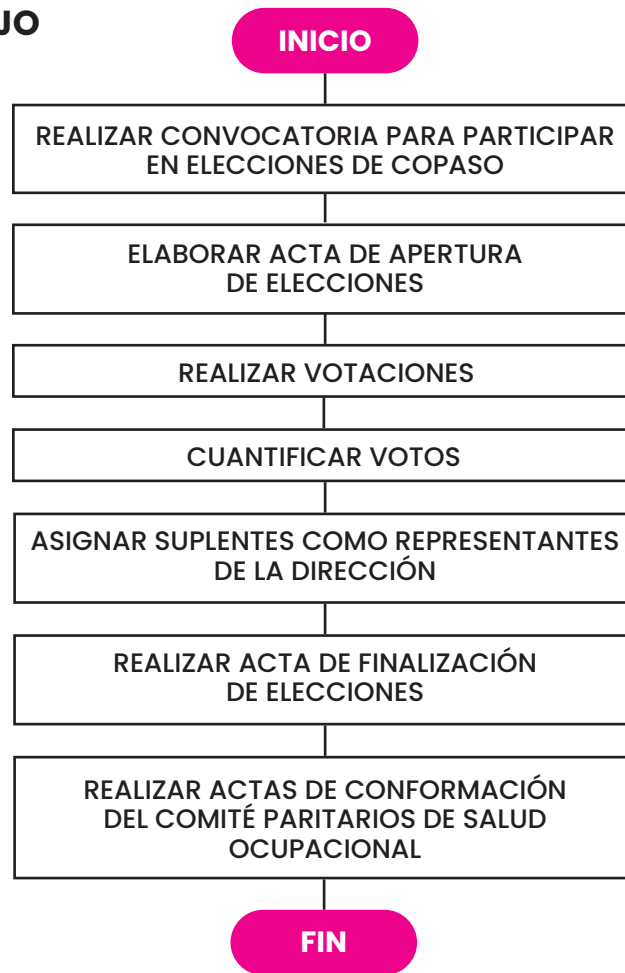 JO
INICIO
REALIZAR CONVOCATORIA PARA PARTICIPAR
EN ELECCIONES DE COPASO
ELABORAR ACTA DE APERTURA
DE ELECCIONES
REALIZAR VOTACIONES
CUANTIFICAR VOTOS
ASIGNAR SUPLENTES COMO REPRESENTANTES
DE LA DIRECCIÓN
REALIZAR ACTA DE FINALIZACIÓN
DE ELECCIONES
REALIZAR ACTAS DE CONFORMACIÓN
DEL COMITÉ PARITARIOS DE SALUD
OCUPACIONAL
FIN